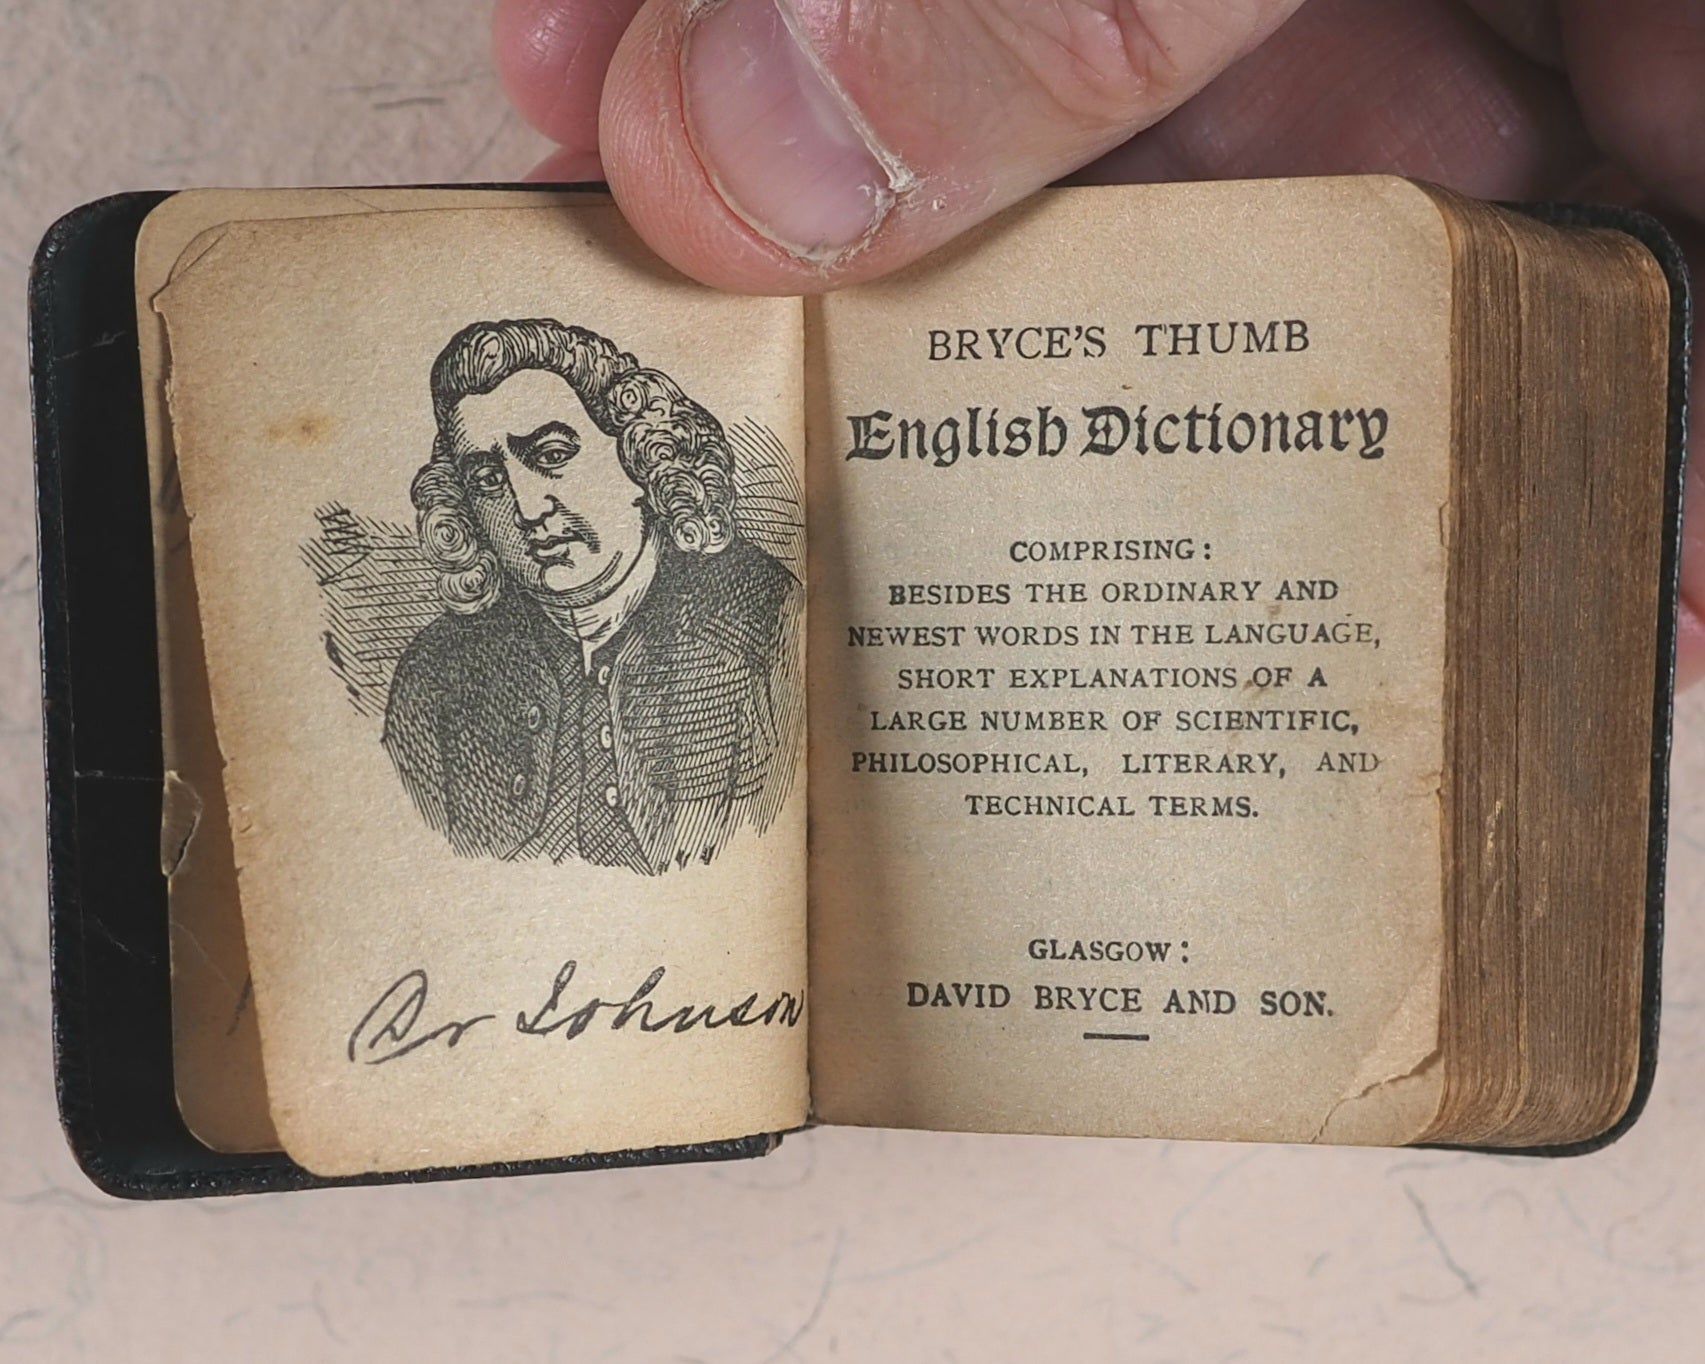 Dr Johnson
BRYCE'S THUMB
English Dictionary
COMPRISING:
BESIDES THE ORDINARY AND
NEWEST WORDS IN THE LANGUAGE,
SHORT EXPLANATIONS OF A
LARGE NUMBER OF SCIENTIFIC,
PHILOSOPHICAL, LITERARY, AND
TECHNICAL TERMS.
GLASGOW:
DAVID BRYCE AND SON.